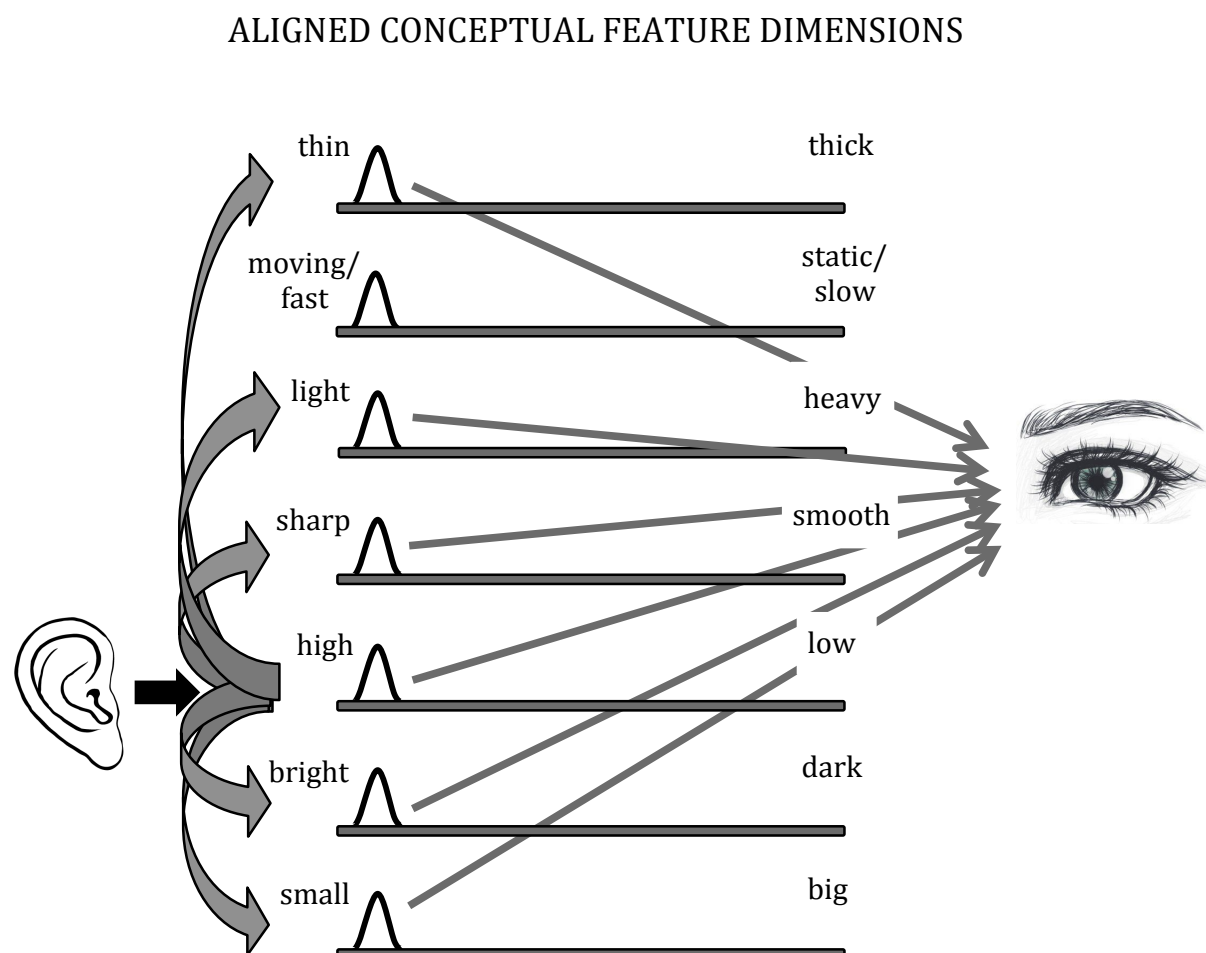 ALIGNED CONCEPTUAL FEATURE DIMENSIONS
thin
thick
moving/
fast
static/
slow
light
heavy
sharp
smooth
high
low
bright
dark
small
big